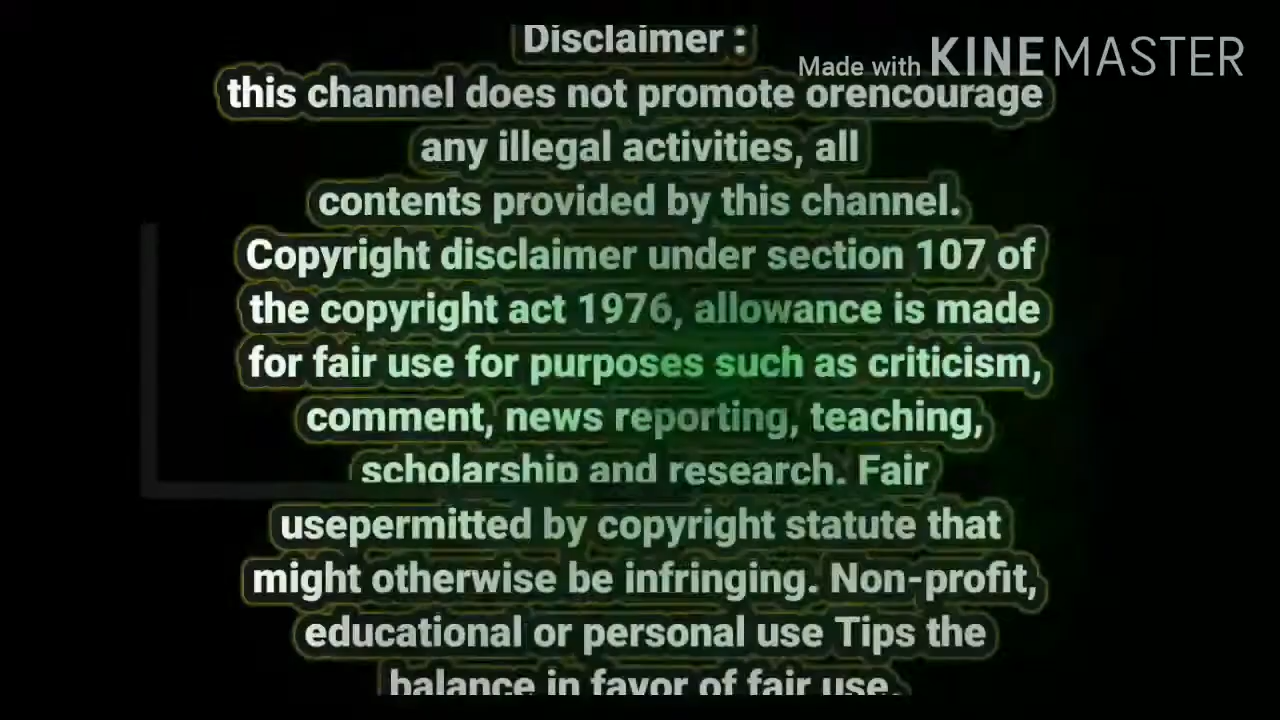 Disclaimer :
Made with KINEMASTER
this channel does not promote orencourage
any illegal activities, all
contents provided by this channel.
Copyright disclaimer under section 107 of
the copyright act 1976, allowance is made
for fair use for purposes such as criticism,
comment, news reporting, teaching,
scholarship and research. Fair
usepermitted by copyright statute that
might otherwise be infringing. Non-profit,
educational or personal use Tips the
balance in favor of fair use.